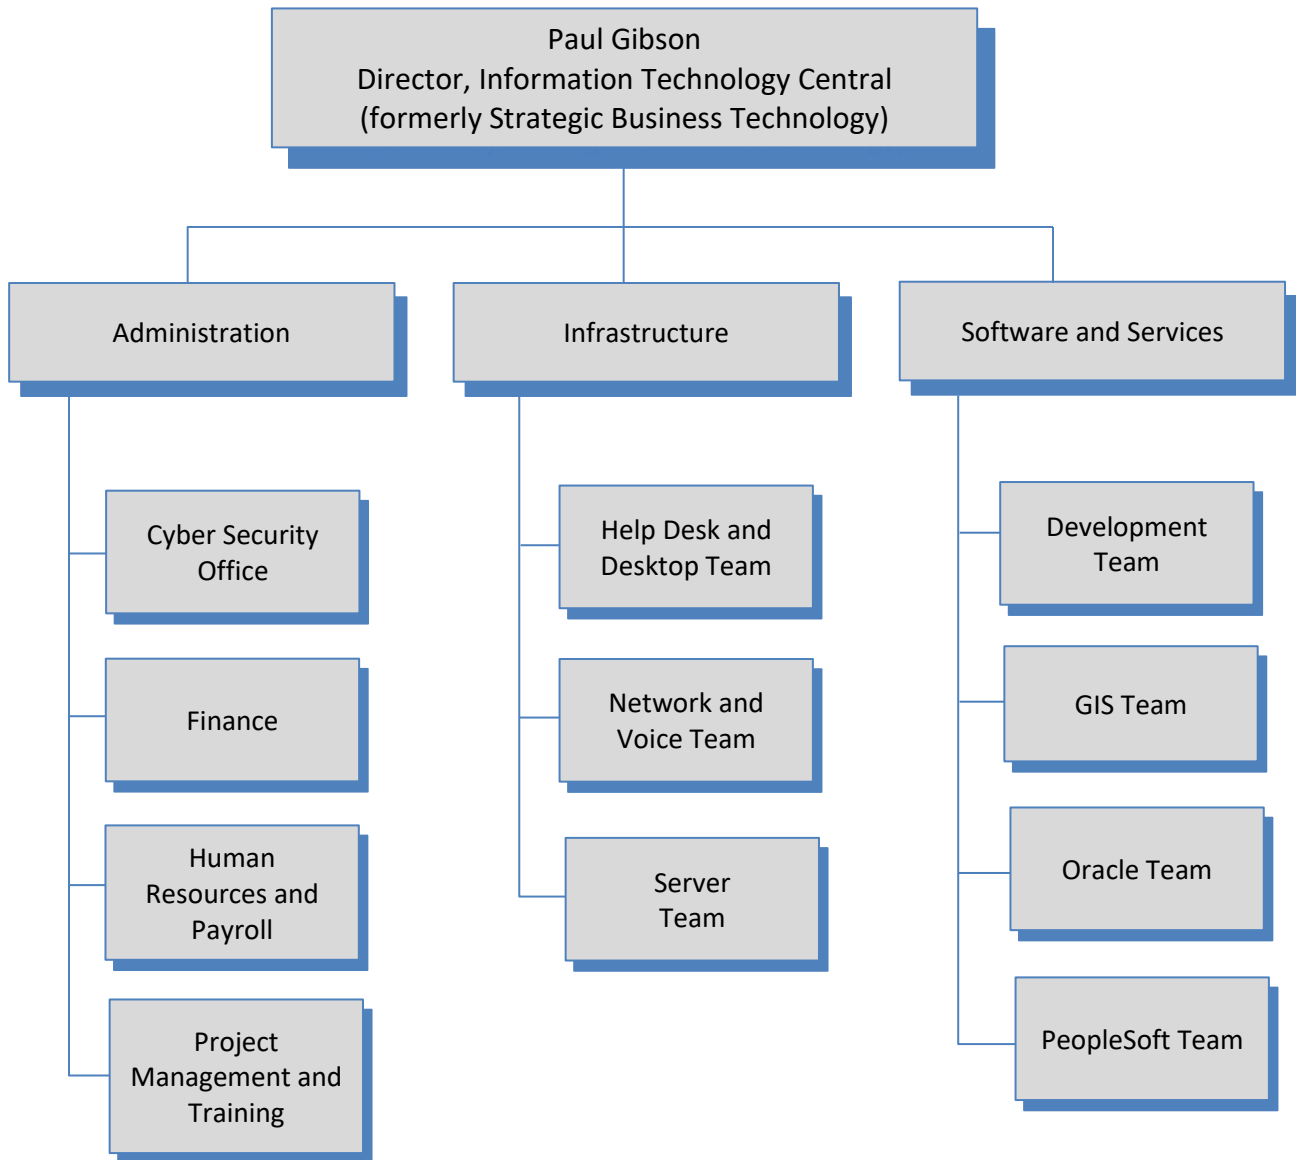 Paul Gibson
Director, Information Technology Central
(formerly Strategic Business Technology)
Administration
Infrastructure
Software and Services
Cyber Security
Office
Finance
Human
Resources and
Payroll
Project
Management and
Training
Help Desk and
Desktop Team
Network and
Voice Team
Server
Team
Development
Team
GIS Team
Oracle Team
PeopleSoft Team